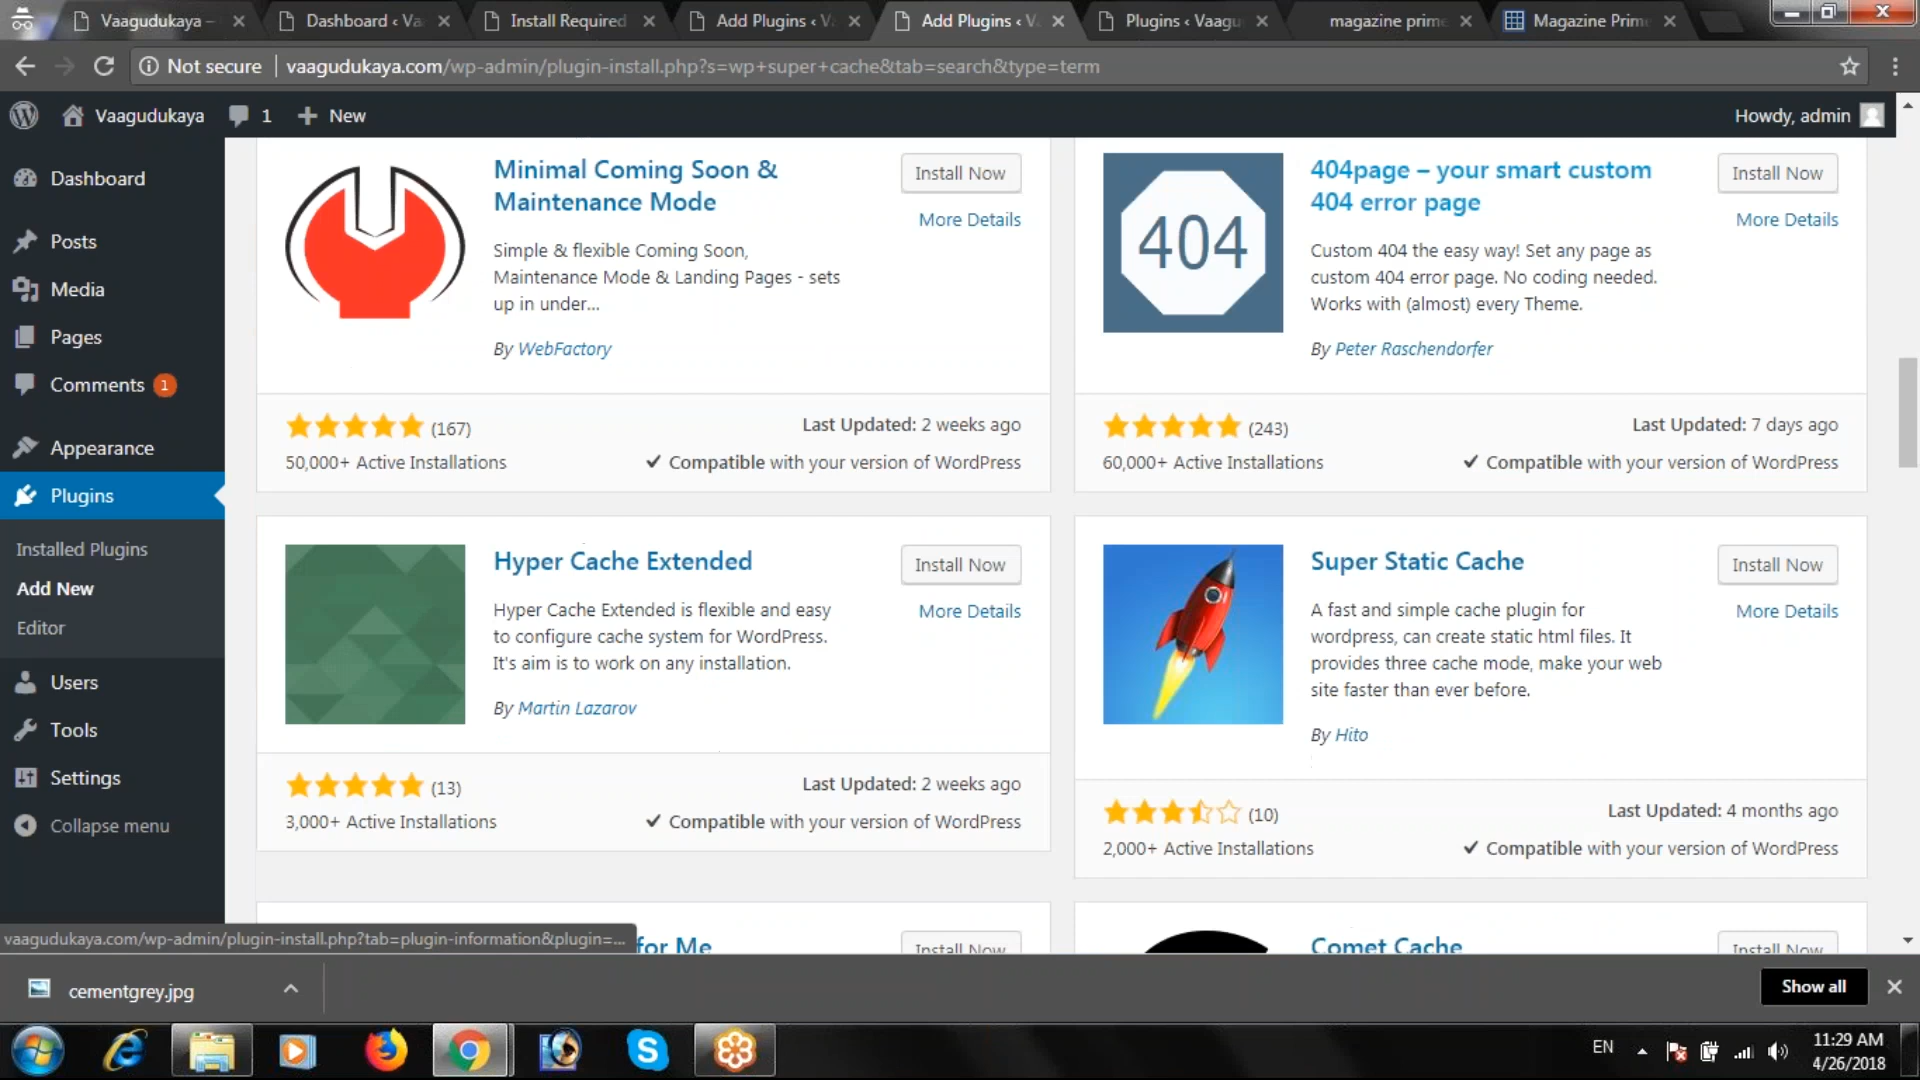 Vaagudukaya –
Dashboard ‹ Va
Install Required
Add Plugins ‹ V
Add Plugins ‹ V
Plugins ‹ Vaagu
magazine prime
Magazine Prim
Not secure
vaagudukaya.com/wp-admin/plugin-install.php?s=wp+super+cache&tab=search&type=term
Vaagudukaya
1
New
Howdy, admin
Dashboard
Posts
Media
Pages
Comments 1
Appearance
Plugins
Installed Plugins
Add New
Editor
Users
Tools
Settings
Collapse menu
Minimal Coming Soon &
Maintenance Mode
Install Now
More Details
Simple & flexible Coming Soon,
Maintenance Mode & Landing Pages - sets
up in under...
By WebFactory
(167)
Last Updated: 2 weeks ago
50,000+ Active Installations
Compatible with your version of WordPress
404
404page – your smart custom
404 error page
Install Now
More Details
Custom 404 the easy way! Set any page as
custom 404 error page. No coding needed.
Works with (almost) every Theme.
By Peter Raschendorfer
(243)
Last Updated: 7 days ago
60,000+ Active Installations
Compatible with your version of WordPress
Hyper Cache Extended
Install Now
More Details
Hyper Cache Extended is flexible and easy
to configure cache system for WordPress.
It's aim is to work on any installation.
By Martin Lazarov
(13)
Last Updated: 2 weeks ago
3,000+ Active Installations
Compatible with your version of WordPress
Super Static Cache
Install Now
More Details
A fast and simple cache plugin for
wordpress, can create static html files. It
provides three cache mode, make your web
site faster than ever before.
By Hito
(10)
Last Updated: 4 months ago
2,000+ Active Installations
Compatible with your version of WordPress
for Me
Install Now
Comet Cache
Install Now
vaagudukaya.com/wp-admin/plugin-install.php?tab=plugin-information&plugin=...
cementgrey.jpg
Show all
EN
11:29 AM
4/26/2018